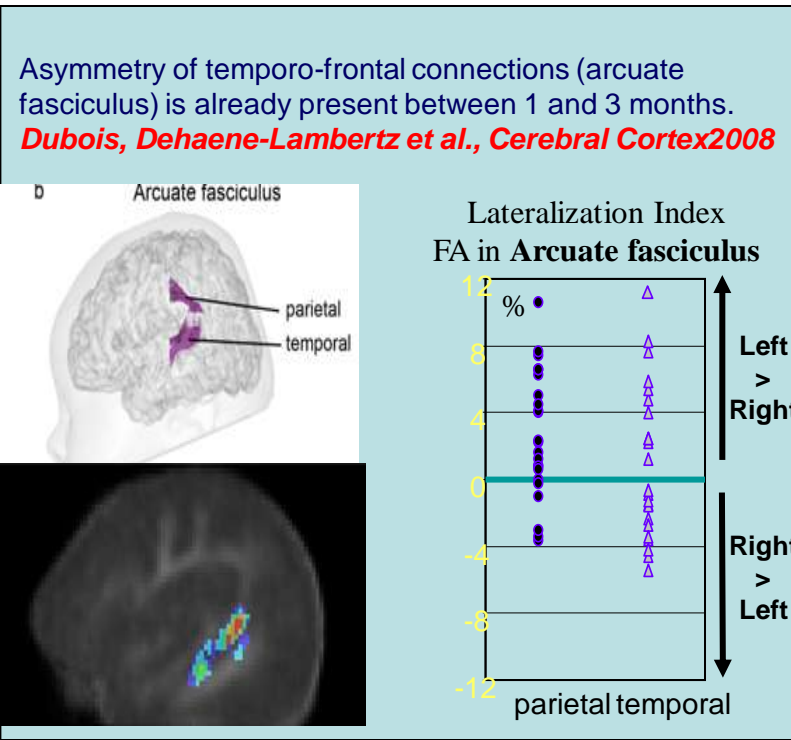 Asymmetry of temporo-frontal connections (arcuate
fasciculus) is already present between 1 and 3 months.
Dubois, Dehaene-Lambertz et al., Cerebral Cortex2008
b Arcuate fasciculus
parietal
temporal
Lateralization Index
FA in Arcuate fasciculus
12
%
8
4
0
-4
-8
-12
Left
>
Right
Right
>
Left
parietal temporal